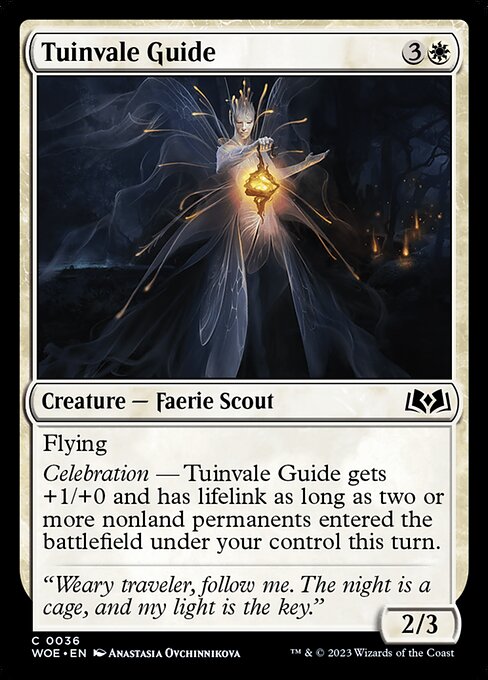 Tuinvale Guide 3
Creature — Faerie Scout
Flying
Celebration — Tuinvale Guide gets
+1/+0 and has lifelink as long as two or
more nonland permanents entered the
battlefield under your control this turn.
“Weary traveler, follow me. The night is a
cage, and my light is the key.”
2/3
C 0036
WOE • EN Anastasia Ovchinnikova
™ & © 2023 Wizards of the Coast